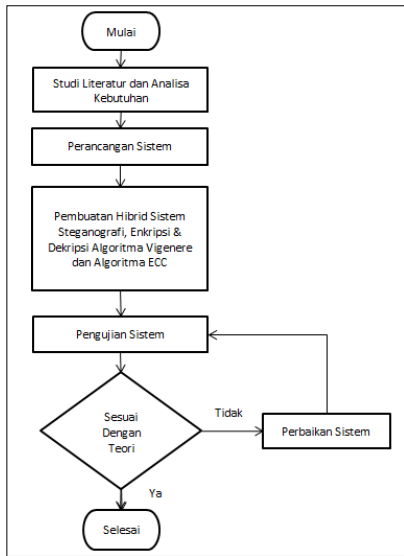 Mulai
Studi Literatur dan Analisa
Kebutuhan
Perancangan Sistem
Pembuatan Hibrid Sistem
Steganografi, Enkripsi &
Dekripsi Algoritma Vigenere
dan Algoritma ECC
Pengujian Sistem
Sesuai
Dengan
Teori
Tidak
Perbaikan Sistem
Ya
Selesai